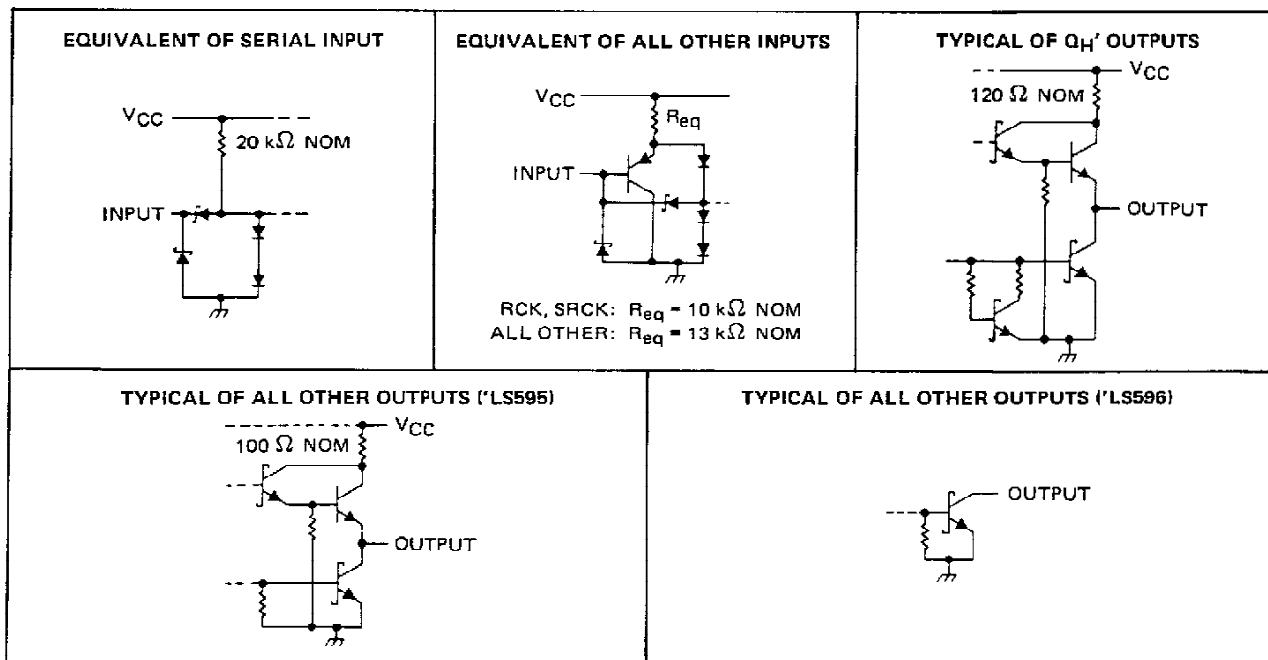 EQUIVALENT OF SERIAL INPUT
VCC
20 kΩ NOM
INPUT
EQUIVALENT OF ALL OTHER INPUTS
VCC
Req
INPUT
RCK, SRCK: Req = 10 kΩ NOM
ALL OTHER: Req = 13 kΩ NOM
TYPICAL OF QH' OUTPUTS
VCC
120 Ω NOM
OUTPUT
TYPICAL OF ALL OTHER OUTPUTS ('LS595)
VCC
100 Ω NOM
OUTPUT
TYPICAL OF ALL OTHER OUTPUTS ('LS596)
OUTPUT